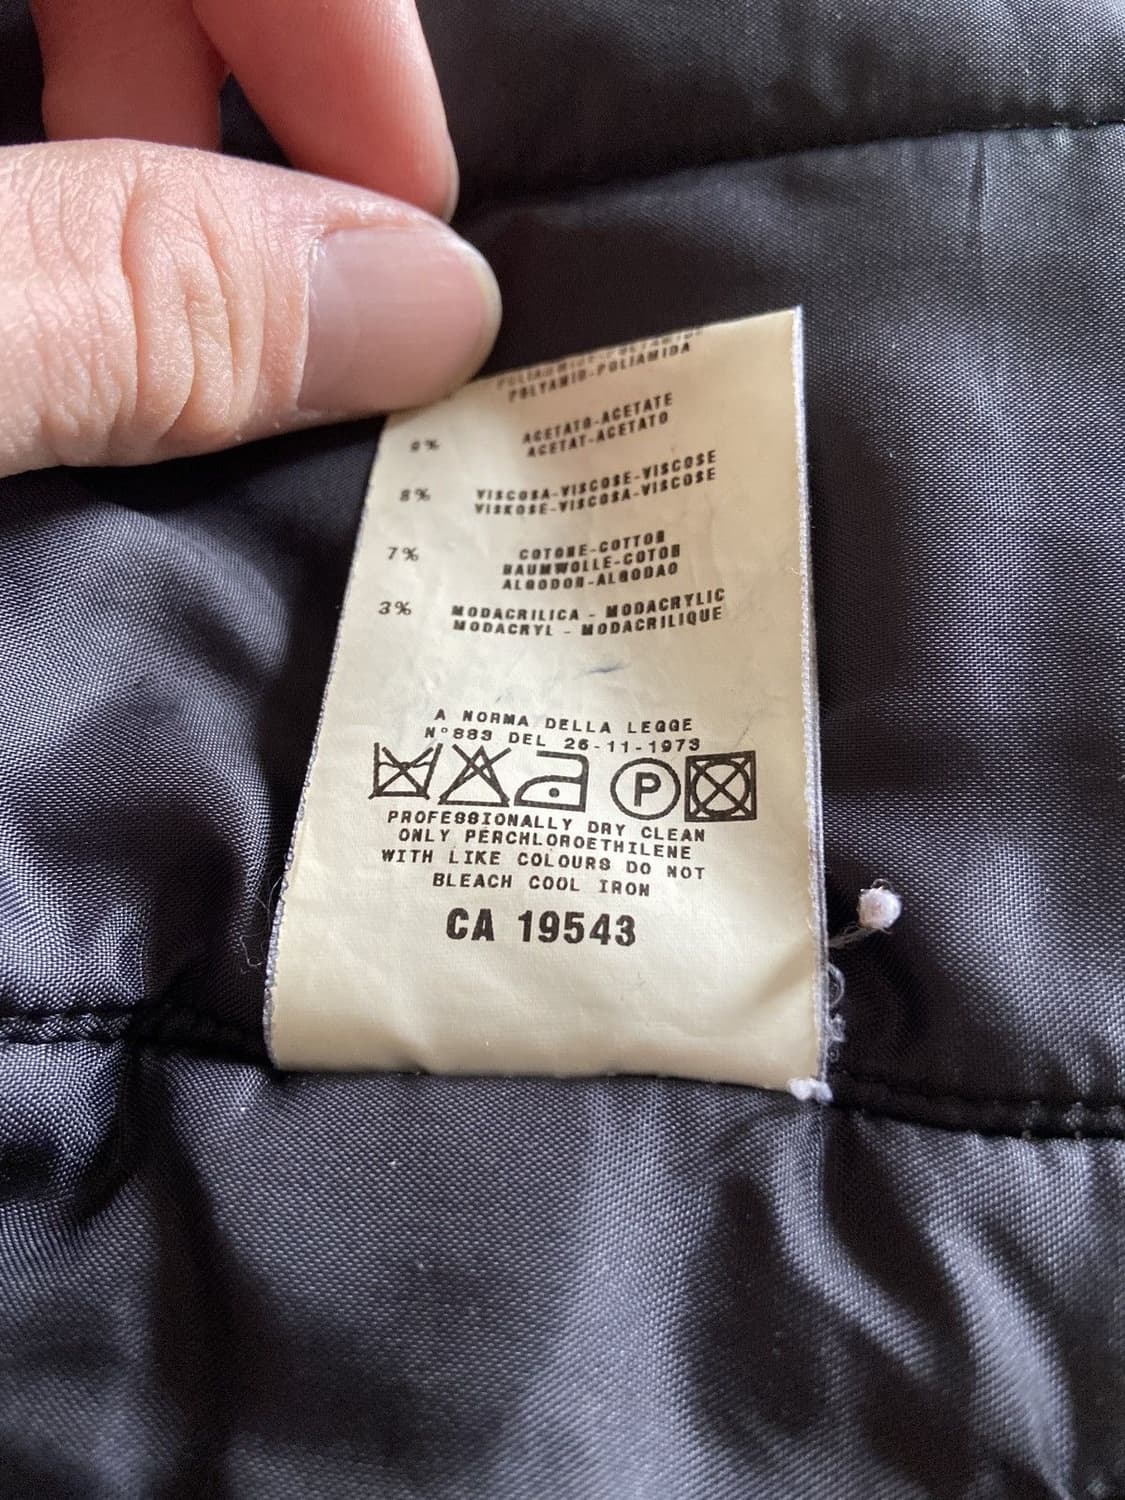 POLYAMID-POLIAMIDA
ACETATO-ACETATE
ACETAT-ACETATO
8% VISCOSA-VISCOSE-VISCOSE
VISKOSE-VISCOSA-VISCOSE
7% COTONE-COTTON
BAUMWOLLE-COTON
ALGODON-ALGODAO
3% MODACRILICA - MODACRYLIC
MODACRYL - MODACRILIQUE
A NORMA DELLA LEGGE
N°883 DEL 26-11-1973
P
PROFESSIONALLY DRY CLEAN
ONLY PERCHLOROETHILENE
WITH LIKE COLOURS DO NOT
BLEACH COOL IRON
CA 19543